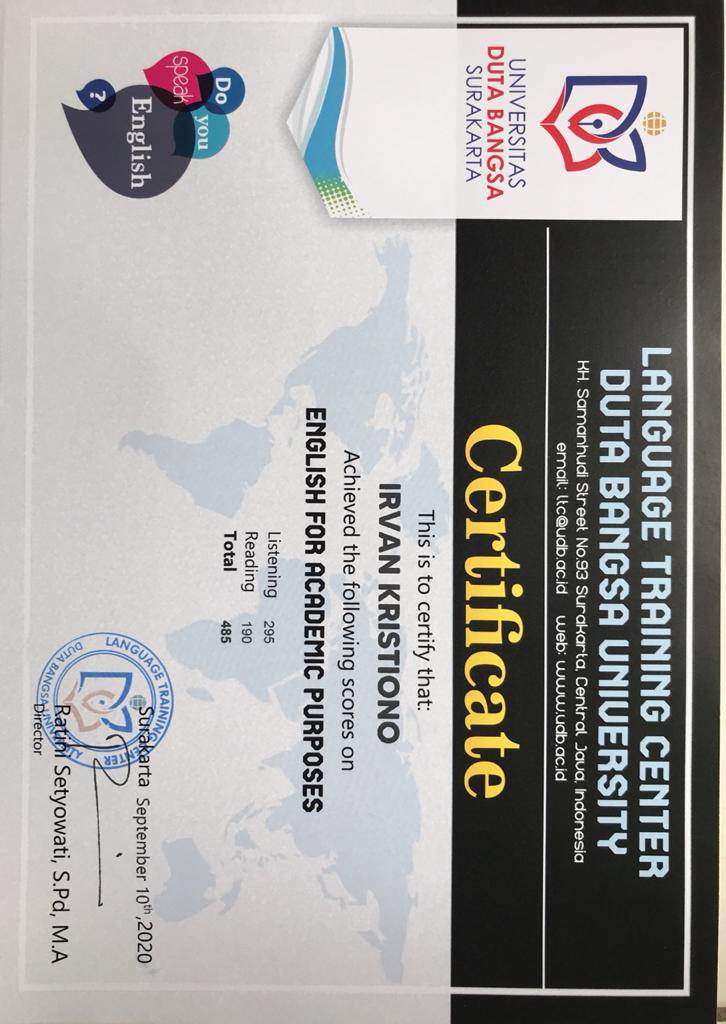 LANGUAGE TRAINING CENTER
DUTA BANGSA UNIVERSITY
KH. Samanhudi Street No.93 Surakarta, Central Java, Indonesia
email: ltc@udb.ac.id web: www.udb.ac.id
UNIVERSITAS
DUTA BANGSA
SURAKARTA
Certificate
This is to certify that:
IRVAN KRISTIONO
Achieved the following scores on
ENGLISH FOR ACADEMIC PURPOSES
Listening 295
Reading 190
Total 485
Do
you
speak
English
?
Surakarta September 10th,2020
LANGUAGE TRAINING CENTER
DUTA BANGSA UNIVERSITY
Ratini Setyowati, S.Pd, M.A
Director